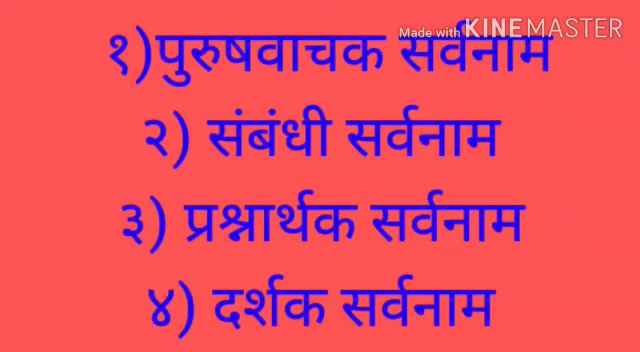 Made with KINEMASTER
१)पुरुषवाचक सर्वनाम
२) संबंधी सर्वनाम
३) प्रश्नार्थक सर्वनाम
४) दर्शक सर्वनाम